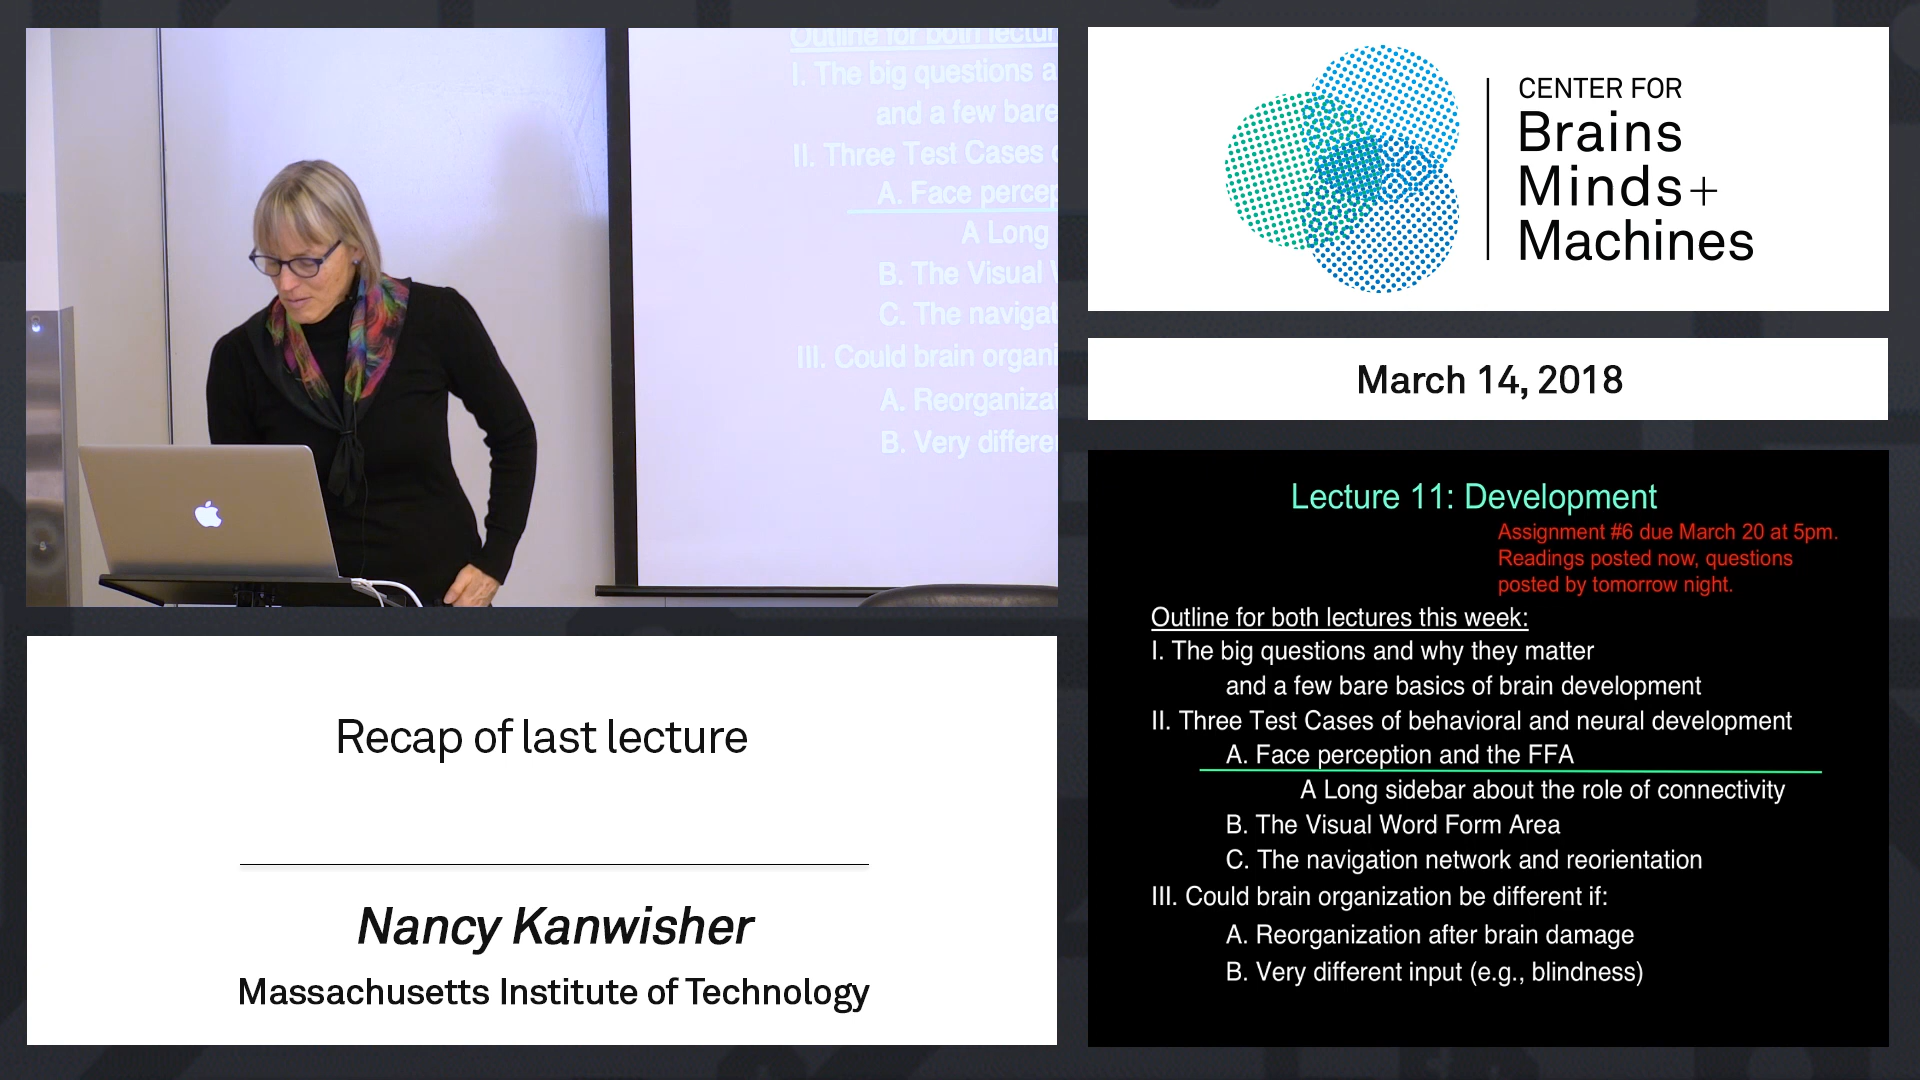 Outline for both lectur
I. The big questions a
and a few bare
II. Three Test Cases
A. Face percep
A Long
B. The Visual
C. The navigat
III. Could brain organi
A. Reorganizat
B. Very differe
CENTER FOR
Brains
Minds+
Machines
March 14, 2018
Recap of last lecture
Nancy Kanwisher
Massachusetts Institute of Technology
Lecture 11: Development
Assignment #6 due March 20 at 5pm.
Readings posted now, questions
posted by tomorrow night.
Outline for both lectures this week:
I. The big questions and why they matter
and a few bare basics of brain development
II. Three Test Cases of behavioral and neural development
A. Face perception and the FFA
A Long sidebar about the role of connectivity
B. The Visual Word Form Area
C. The navigation network and reorientation
III. Could brain organization be different if:
A. Reorganization after brain damage
B. Very different input (e.g., blindness)